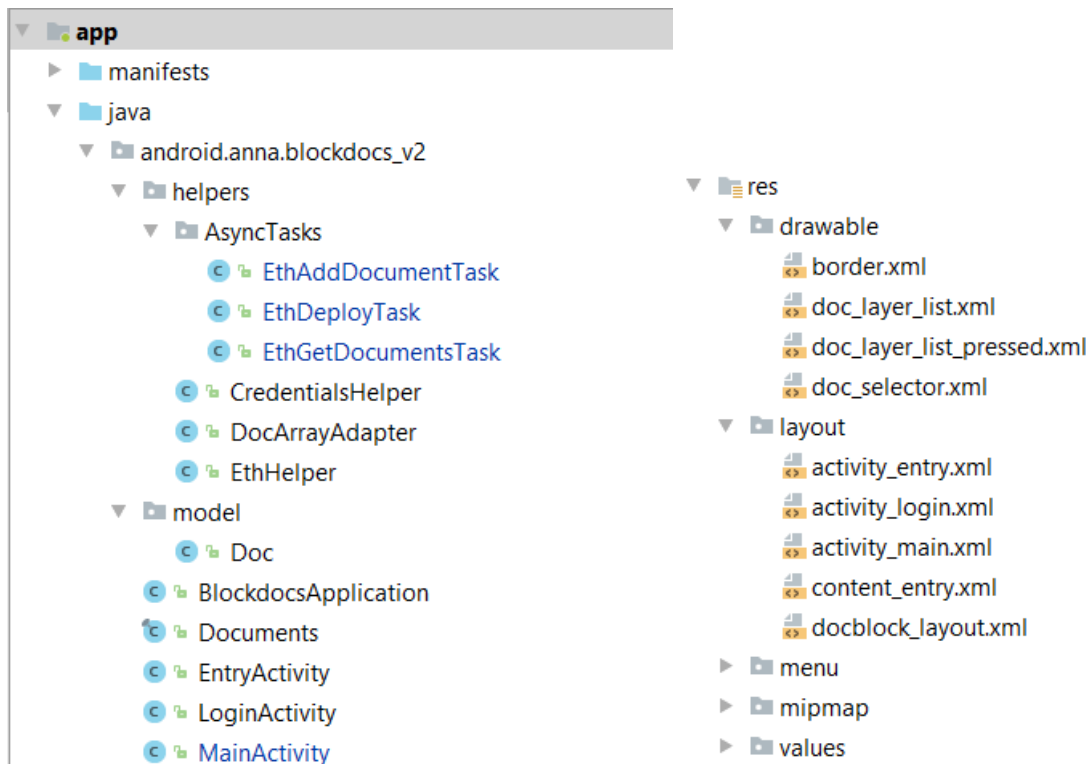 app
manifests
java
android.anna.blockdocs_v2
helpers
AsyncTasks
EthAddDocumentTask
EthDeployTask
EthGetDocumentsTask
CredentialsHelper
DocArrayAdapter
EthHelper
model
Doc
BlockdocsApplication
Documents
EntryActivity
LoginActivity
MainActivity
res
drawable
border.xml
doc_layer_list.xml
doc_layer_list_pressed.xml
doc_selector.xml
layout
activity_entry.xml
activity_login.xml
activity_main.xml
content_entry.xml
docblock_layout.xml
menu
mipmap
values